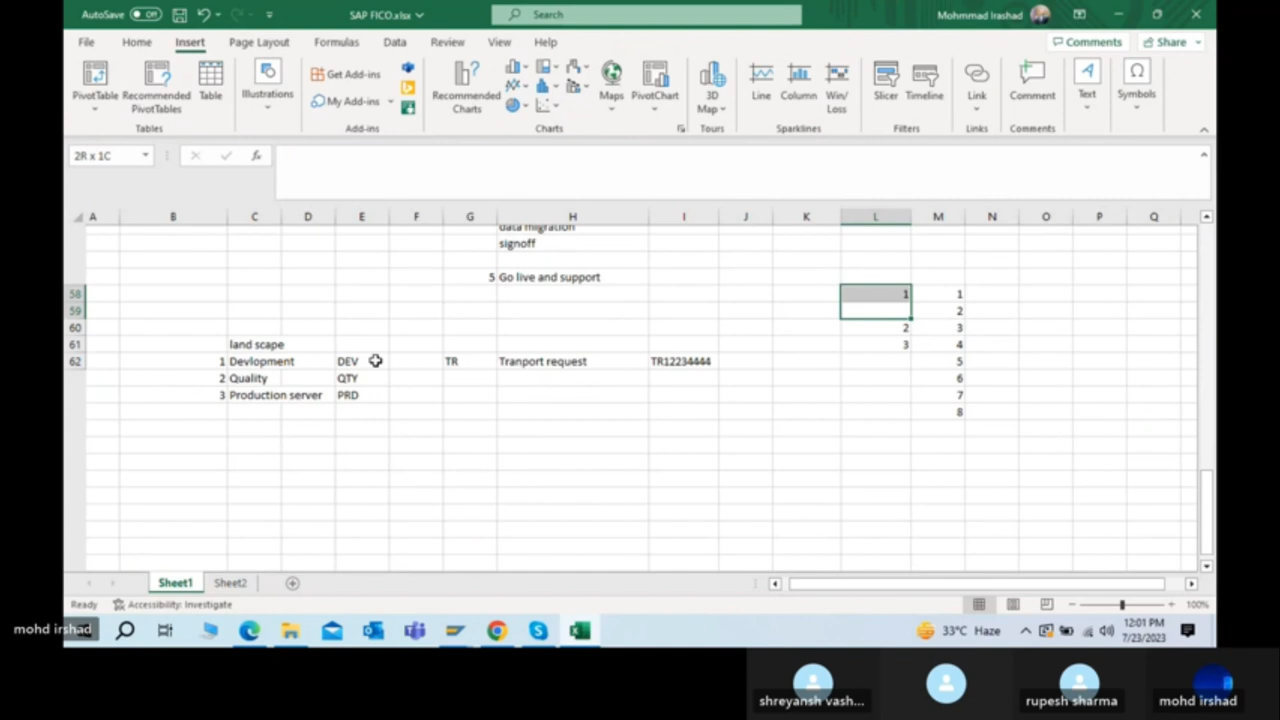 AutoSave Off SAP FICO.xlsx Search Mohmmad Irashad
File Home Insert Page Layout Formulas Data Review View Help Comments Share
PivotTable Recommended PivotTables Table Illustrations Get Add-ins My Add-ins Recommended Charts Maps PivotChart 3D Map Line Column Win/Loss Slicer Timeline Link Comment Text Symbols
Tables Add-ins Charts Tours Sparklines Filters Links Comments
2R x 1C fx
A B C D E F G H I J K L M N O P Q
data migration
signoff
5 Go live and support
58 1 1
59 2
60 2 3
61 land scape 3 4
62 1 Devlopment DEV TR Tranport request TR12234444 5
2 Quality QTY 6
3 Production server PRD 7
8
Sheet1 Sheet2
Ready Accessibility: Investigate 100%
mohd irshad 33°C Haze 12:01 PM
7/23/2023
shreyansh vash... rupesh sharma mohd irshad